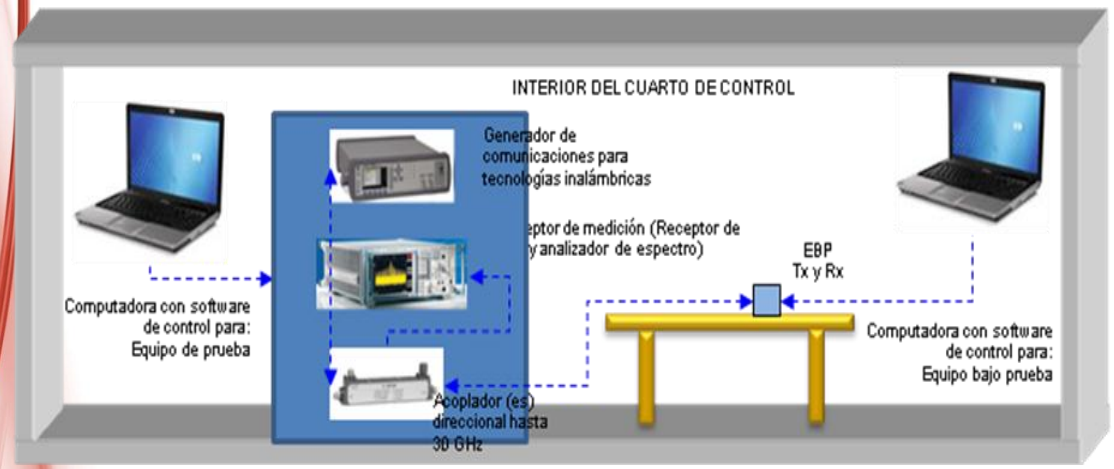 INTERIOR DEL CUARTO DE CONTROL
Generador de
comunicaciones para
tecnologías inalámbricas
eptor de medición (Receptor de
y analizador de espectro)
EBP
Tx y Rx
Computadora con software
de control para:
Equipo de prueba
Computadora con software
de control para:
Equipo bajo prueba
Acoplador (es)
direccional hasta
30 GHz